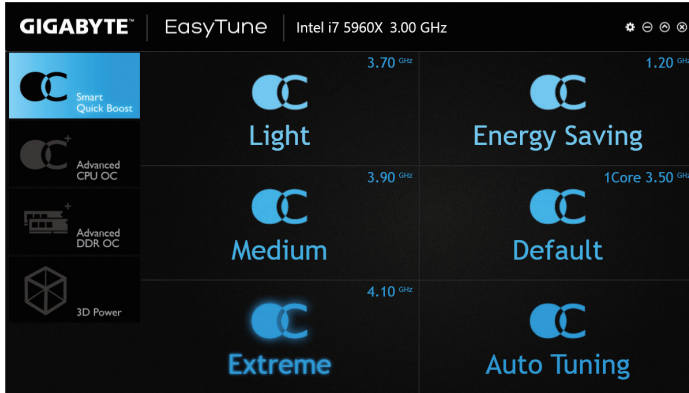 GIGABYTE™ EasyTune Intel i7 5960X 3.00 GHz
Smart
Quick Boost
Advanced
CPU OC
Advanced
DDR OC
3D Power
3.70 GHz
Light
1.20 GHz
Energy Saving
3.90 GHz
Medium
1Core 3.50 GHz
Default
4.10 GHz
Extreme
Auto Tuning